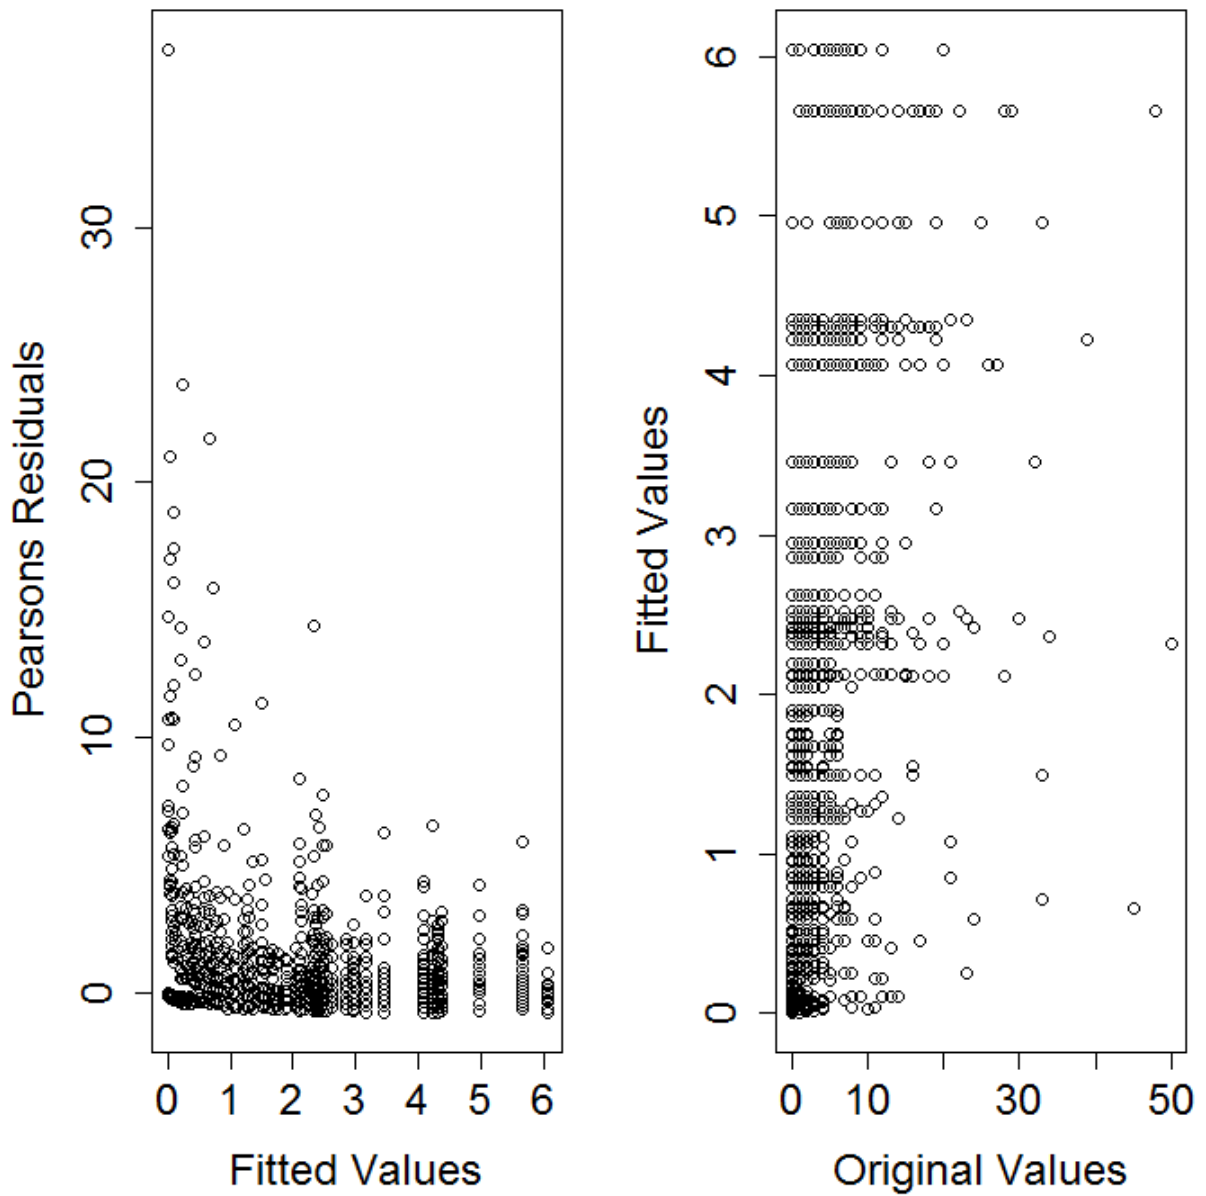 Pearsons Residuals
30
20
10
0
0 1 2 3 4 5 6
Fitted Values
Fitted Values
6
5
4
3
2
1
0
0 10 30 50
Original Values